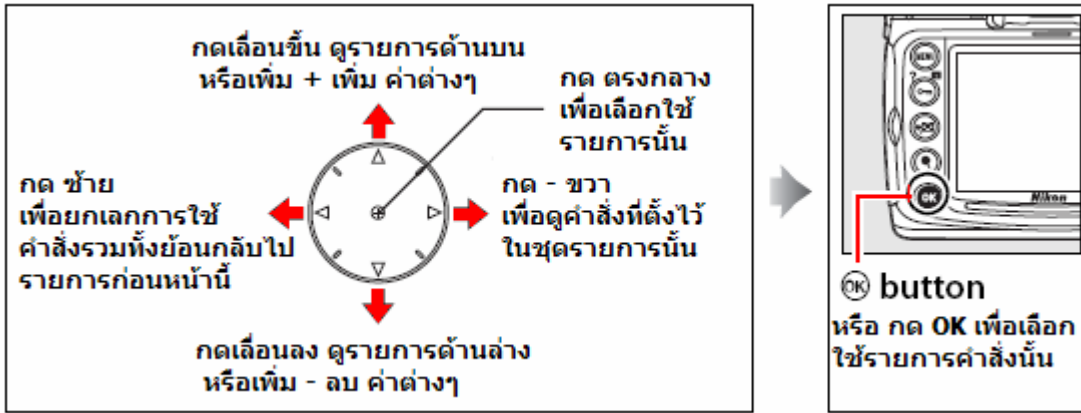 กดเลื่อนขึ้น ดูรายการด้านบน
หรือเพิ่ม + เพิ่ม ค่าต่างๆ
กด ตรงกลาง
เพื่อเลือกใช้
รายการนั้น
กด ซ้าย
เพื่อยกเลกการใช้
คำสั่งรวมทั้งย้อนกลับไป
รายการก่อนหน้านี้
กด - ขวา
เพื่อดูคำสั่งที่ตั้งไว้
ในชุดรายการนั้น
กดเลื่อนลง ดูรายการด้านล่าง
หรือเพิ่ม - ลบ ค่าต่างๆ
MENU
OK
Nikon
OK button
หรือ กด OK เพื่อเลือก
ใช้รายการคำสั่งนั้น